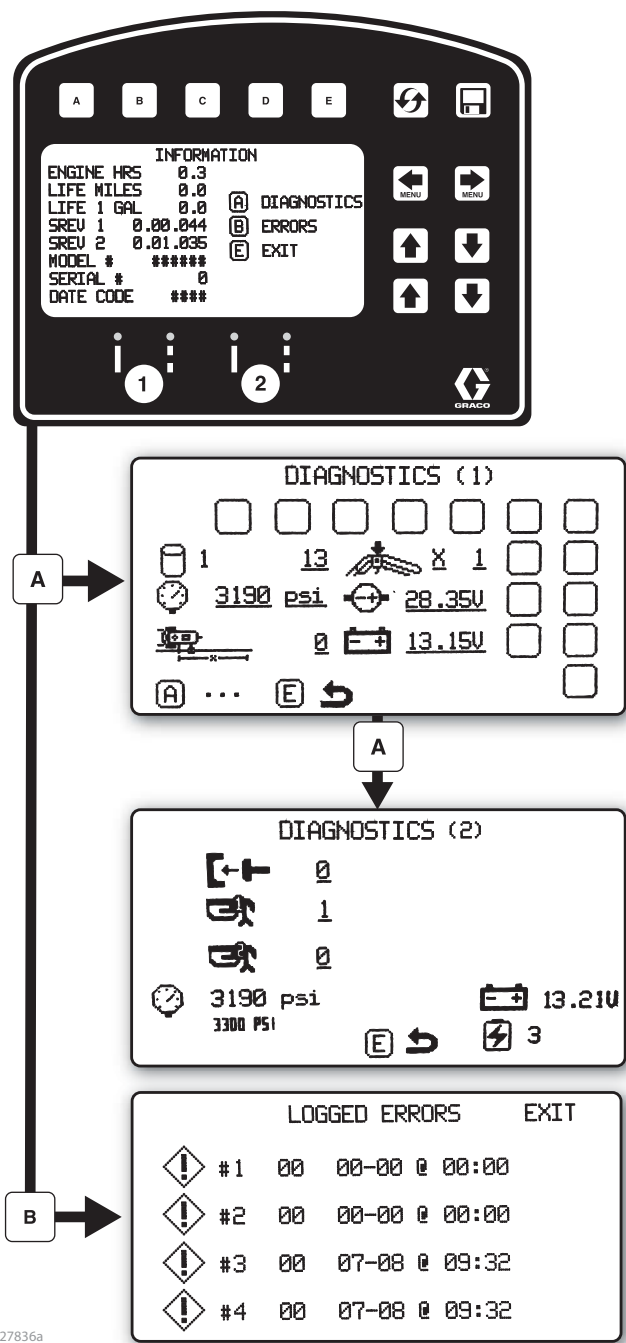 A B C D E
INFORMATION
ENGINE HRS 0.3
LIFE MILES 0.0
LIFE 1 GAL 0.0
SREV 1 0.00.044
SREV 2 0.01.035
MODEL # ######
SERIAL # 0
DATE CODE ####
A DIAGNOSTICS
B ERRORS
E EXIT
MENU MENU
1 2
GRACO
A
DIAGNOSTICS (1)
1 13 X 1
3190 psi 28.35V
x 0 13.15V
A ... E
A
DIAGNOSTICS (2)
0
1
0
3190 psi 13.21V
3300 PSI
E 3
B
LOGGED ERRORS EXIT
#1 00 00-00 @ 00:00
#2 00 00-00 @ 00:00
#3 00 07-08 @ 09:32
#4 00 07-08 @ 09:32
27836a